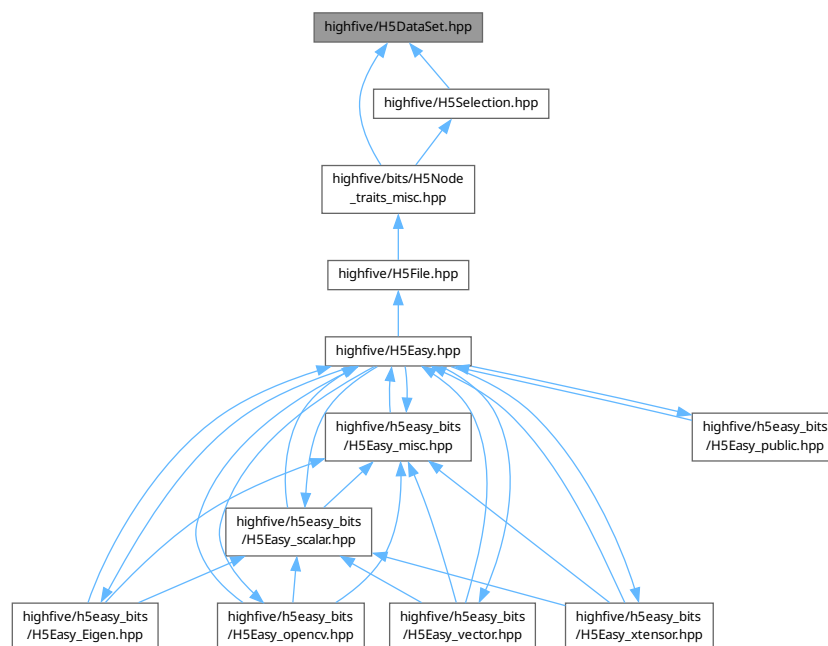 highfive/H5DataSet.hpp
highfive/H5Selection.hpp
highfive/bits/H5Node
_traits_misc.hpp
highfive/H5File.hpp
highfive/H5Easy.hpp
highfive/h5easy_bits
/H5Easy_misc.hpp
highfive/h5easy_bits
/H5Easy_public.hpp
highfive/h5easy_bits
/H5Easy_scalar.hpp
highfive/h5easy_bits
/H5Easy_Eigen.hpp
highfive/h5easy_bits
/H5Easy_opencv.hpp
highfive/h5easy_bits
/H5Easy_vector.hpp
highfive/h5easy_bits
/H5Easy_xtensor.hpp